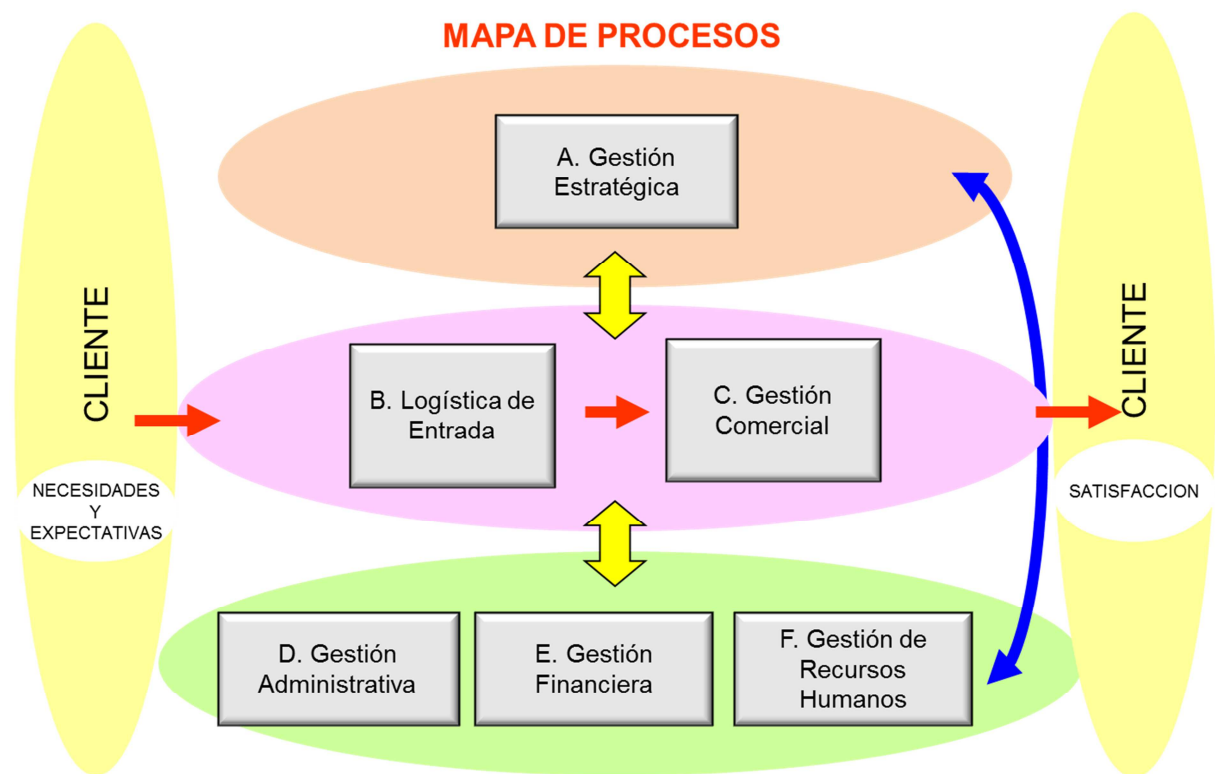 MAPA DE PROCESOS
A. Gestión
Estratégica
CLIENTE
NECESIDADES
Y
EXPECTATIVAS
B. Logística de
Entrada
C. Gestión
Comercial
CLIENTE
SATISFACCION
D. Gestión
Administrativa
E. Gestión
Financiera
F. Gestión de
Recursos
Humanos